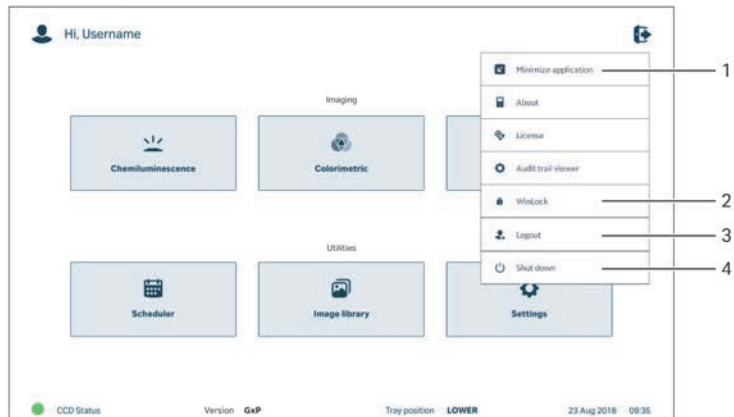 Hi, Username
Minimize application
1
About
License
Audit trail viewer
WinLock
2
Logout
3
Shut down
4
Imaging
Chemiluminescence
Colorimetric
Utilities
Scheduler
Image library
Settings
CCD Status Version GxP Tray position LOWER 23 Aug 2018 09:35